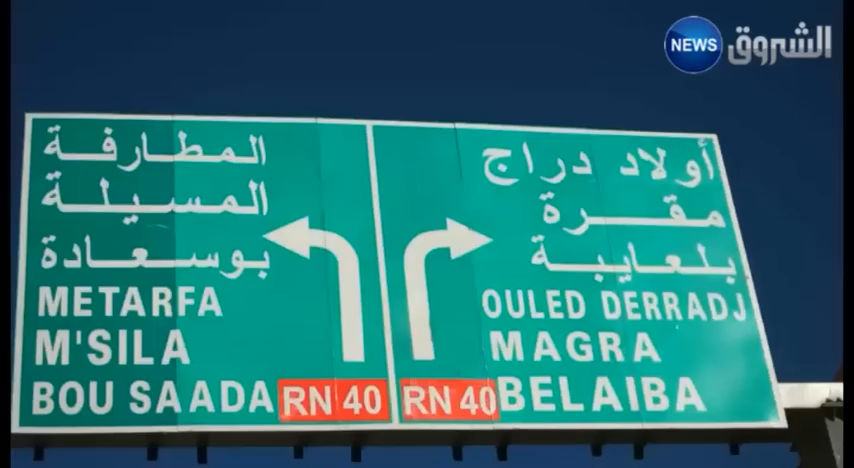 NEWS الشروق
المطارفة
المسيلة
بوسعادة
METARFA
M'SILA
BOU SAADA
RN 40
أولاد دراج
مقرة
بلعايبة
OULED DERRADJ
MAGRA
BELAIBA
RN 40